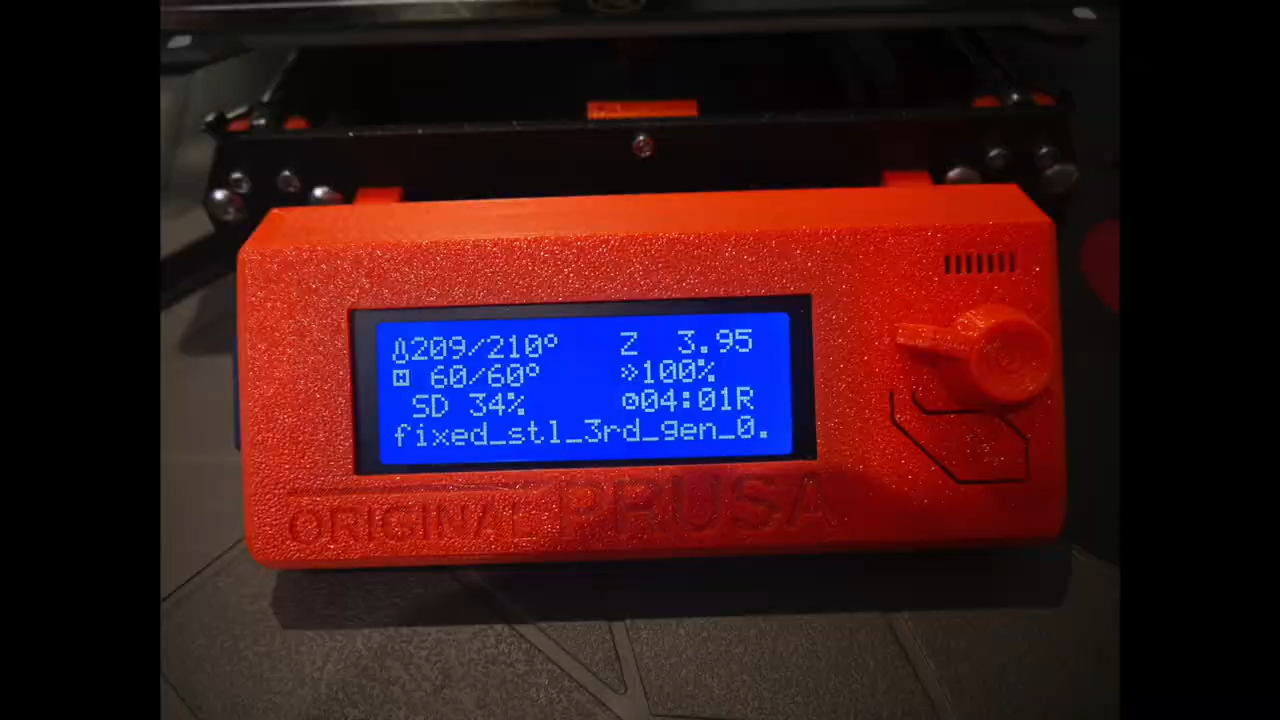 209/210° Z 3.95
60/60° 100%
SD 34% 04:01R
fixed_stl_3rd_gen_0.
ORIGINAL PRUSA